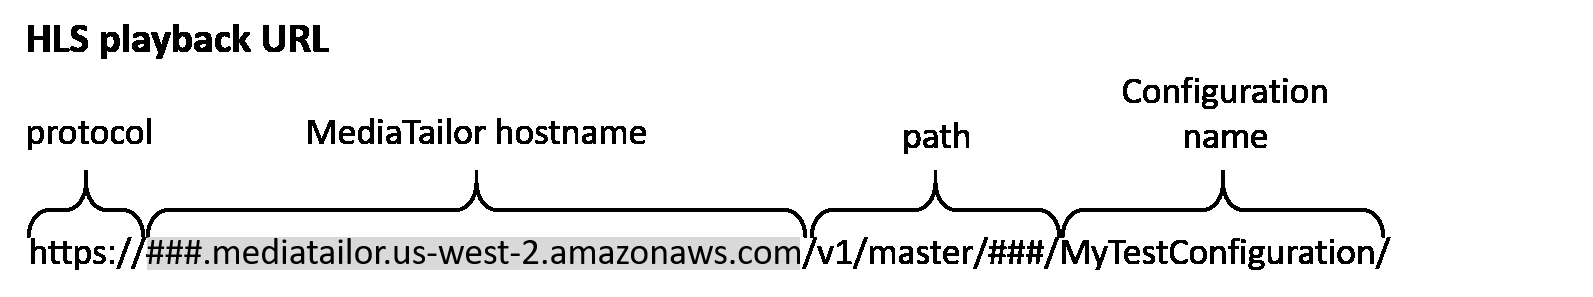 HLS playback URL
Configuration
protocol MediaTailor hostname path name
https://###.mediatailor.us-west-2.amazonaws.com/v1/master/###/MyTestConfiguration/